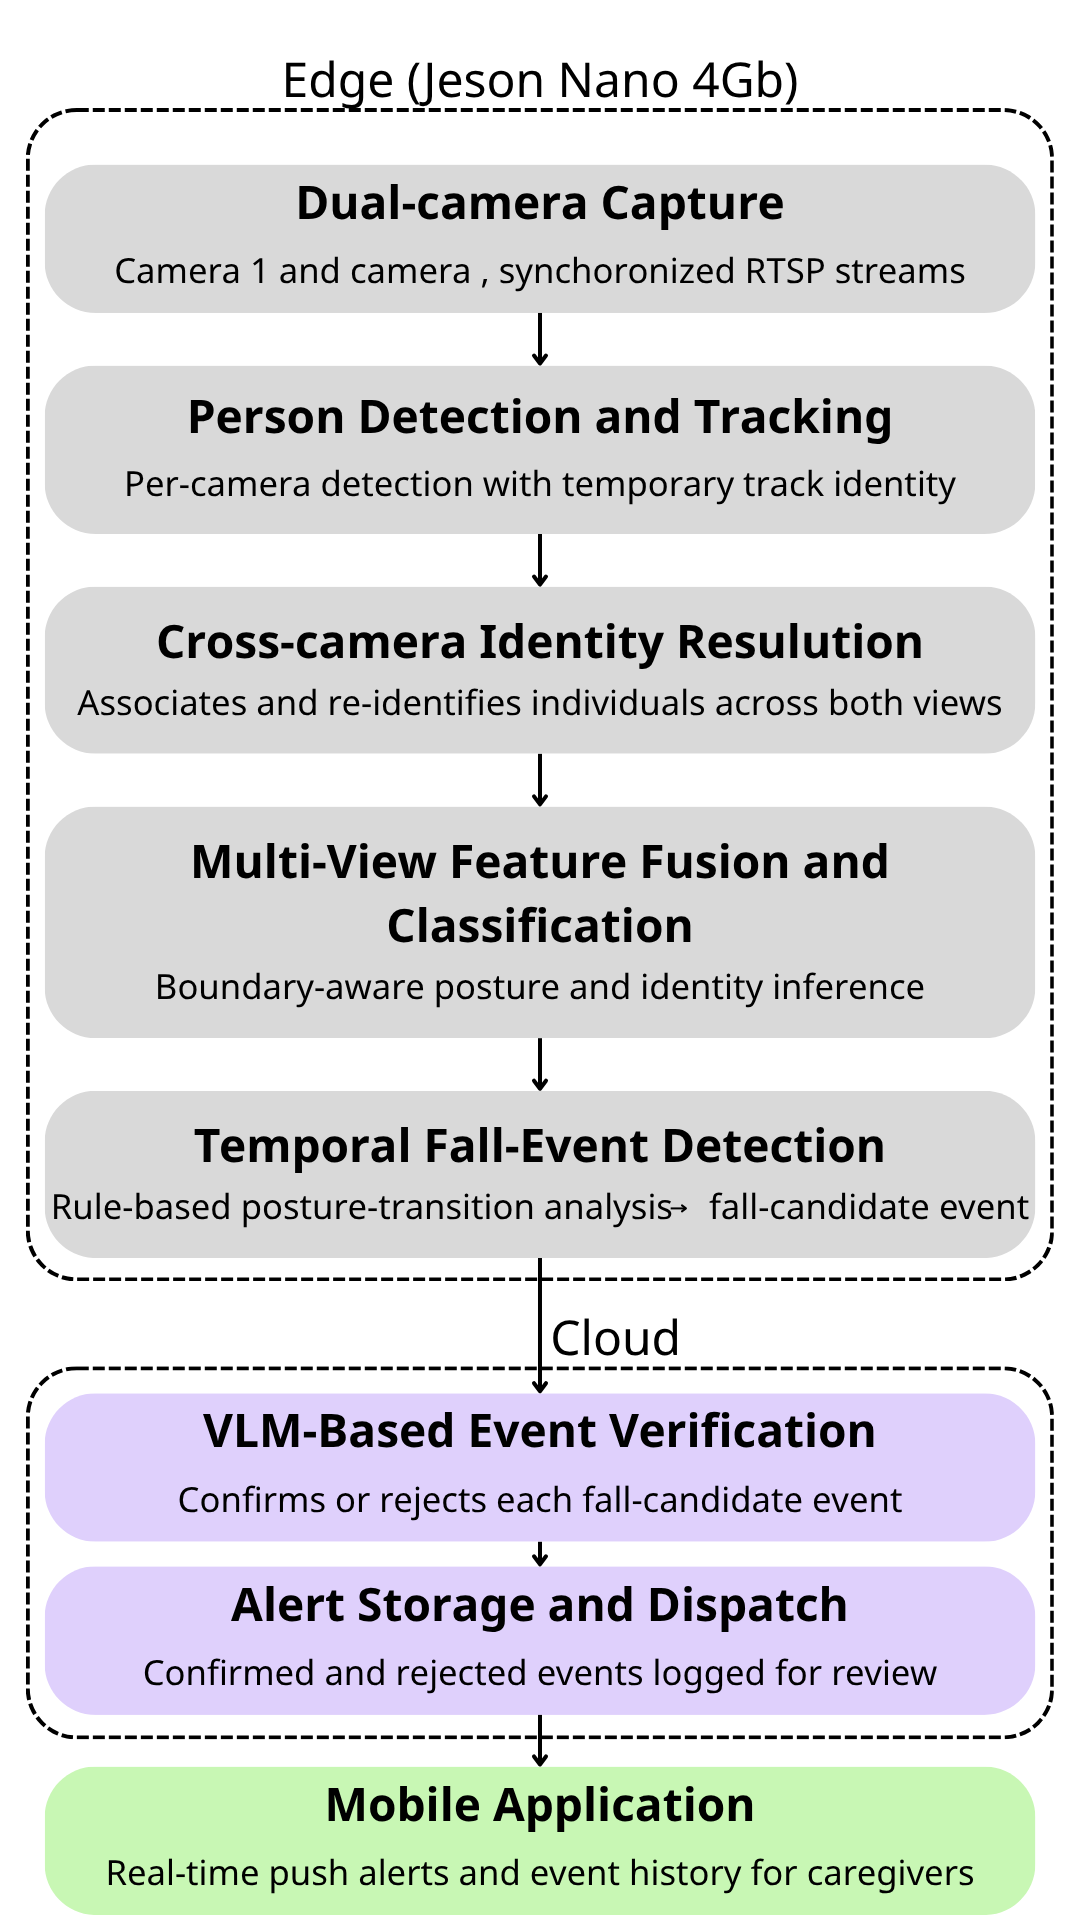 Edge (Jeson Nano 4Gb)
Dual-camera Capture
Camera 1 and camera , synchoronized RTSP streams
Person Detection and Tracking
Per-camera detection with temporary track identity
Cross-camera Identity Resulution
Associates and re-identifies individuals across both views
Multi-View Feature Fusion and
Classification
Boundary-aware posture and identity inference
Temporal Fall-Event Detection
Rule-based posture-transition analysis→ fall-candidate event
Cloud
VLM-Based Event Verification
Confirms or rejects each fall-candidate event
Alert Storage and Dispatch
Confirmed and rejected events logged for review
Mobile Application
Real-time push alerts and event history for caregivers